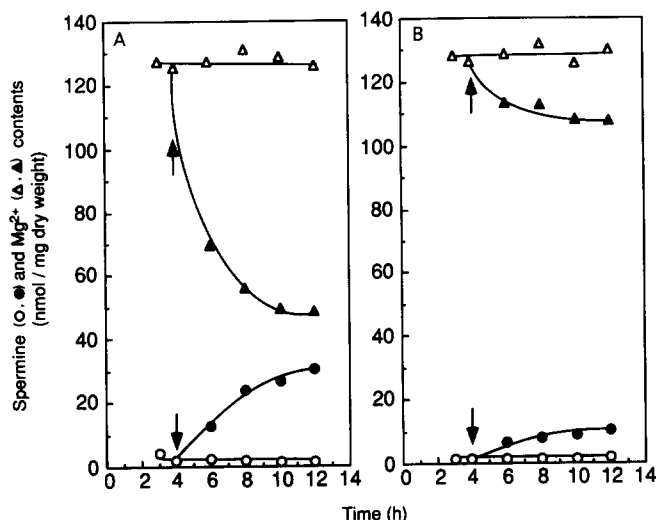 A
B
140
120
100
80
60
40
20
0
140
120
100
80
60
40
20
0
Spermine (○, ●) and Mg²⁺ (△, ▲) contents
(nmol / mg dry weight)
0 2 4 6 8 10 12 14
0 2 4 6 8 10 12 14
Time (h)